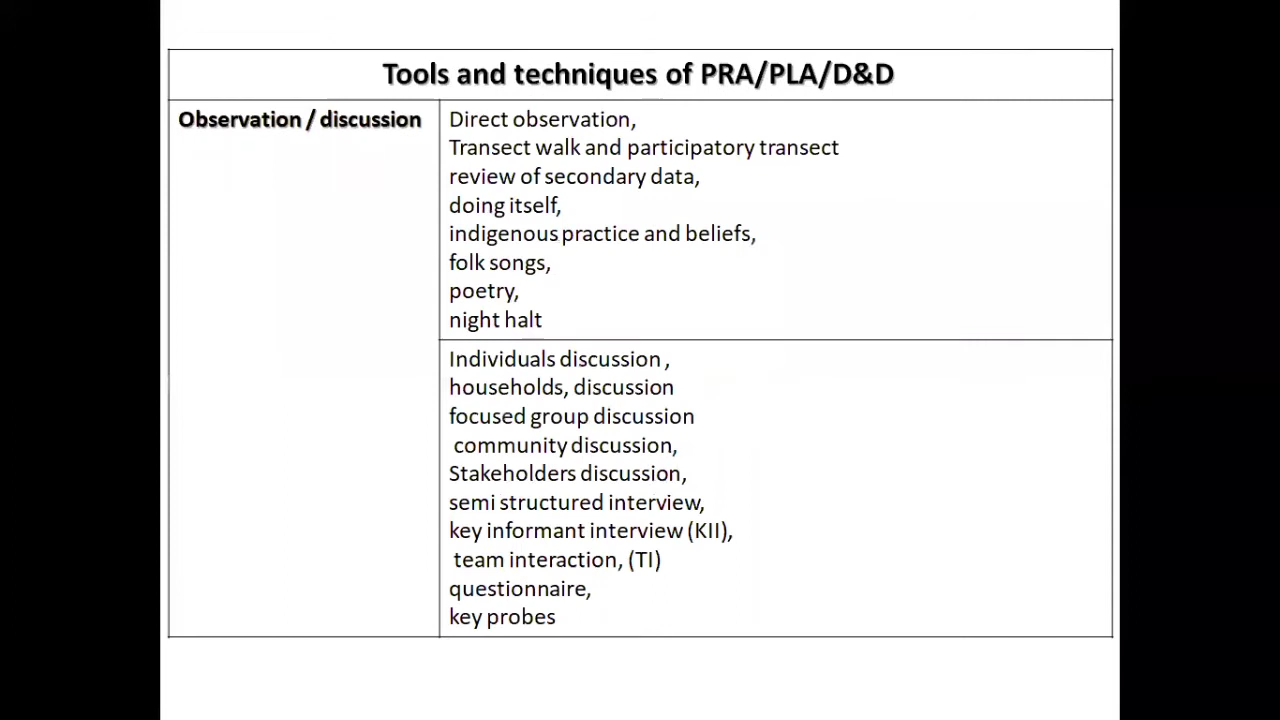 Tools and techniques of PRA/PLA/D&D
Observation / discussion
Direct observation,
Transect walk and participatory transect
review of secondary data,
doing itself,
indigenous practice and beliefs,
folk songs,
poetry,
night halt
Individuals discussion ,
households, discussion
focused group discussion
community discussion,
Stakeholders discussion,
semi structured interview,
key informant interview (KII),
team interaction, (TI)
questionnaire,
key probes